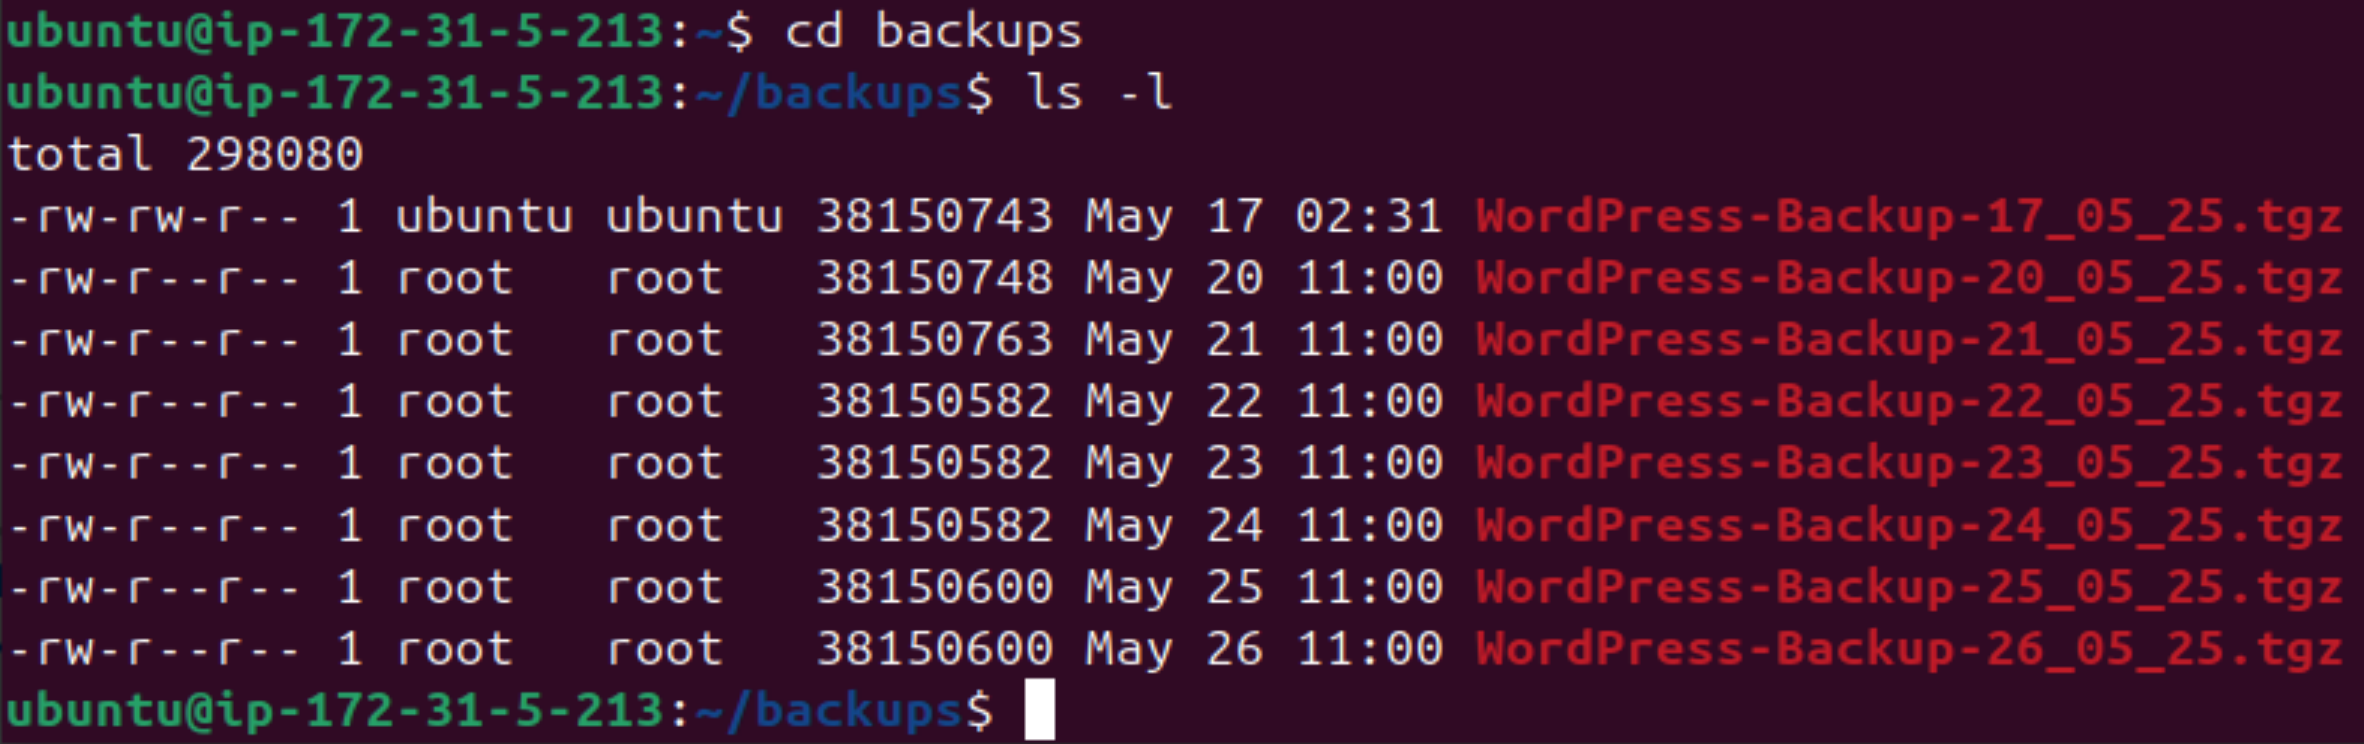 ubuntu@ip-172-31-5-213:~$ cd backups
ubuntu@ip-172-31-5-213:~/backups$ ls -l
total 298080
-rw-rw-r-- 1 ubuntu ubuntu 38150743 May 17 02:31 WordPress-Backup-17_05_25.tgz
-rw-r--r-- 1 root   root   38150748 May 20 11:00 WordPress-Backup-20_05_25.tgz
-rw-r--r-- 1 root   root   38150763 May 21 11:00 WordPress-Backup-21_05_25.tgz
-rw-r--r-- 1 root   root   38150582 May 22 11:00 WordPress-Backup-22_05_25.tgz
-rw-r--r-- 1 root   root   38150582 May 23 11:00 WordPress-Backup-23_05_25.tgz
-rw-r--r-- 1 root   root   38150582 May 24 11:00 WordPress-Backup-24_05_25.tgz
-rw-r--r-- 1 root   root   38150600 May 25 11:00 WordPress-Backup-25_05_25.tgz
-rw-r--r-- 1 root   root   38150600 May 26 11:00 WordPress-Backup-26_05_25.tgz
ubuntu@ip-172-31-5-213:~/backups$